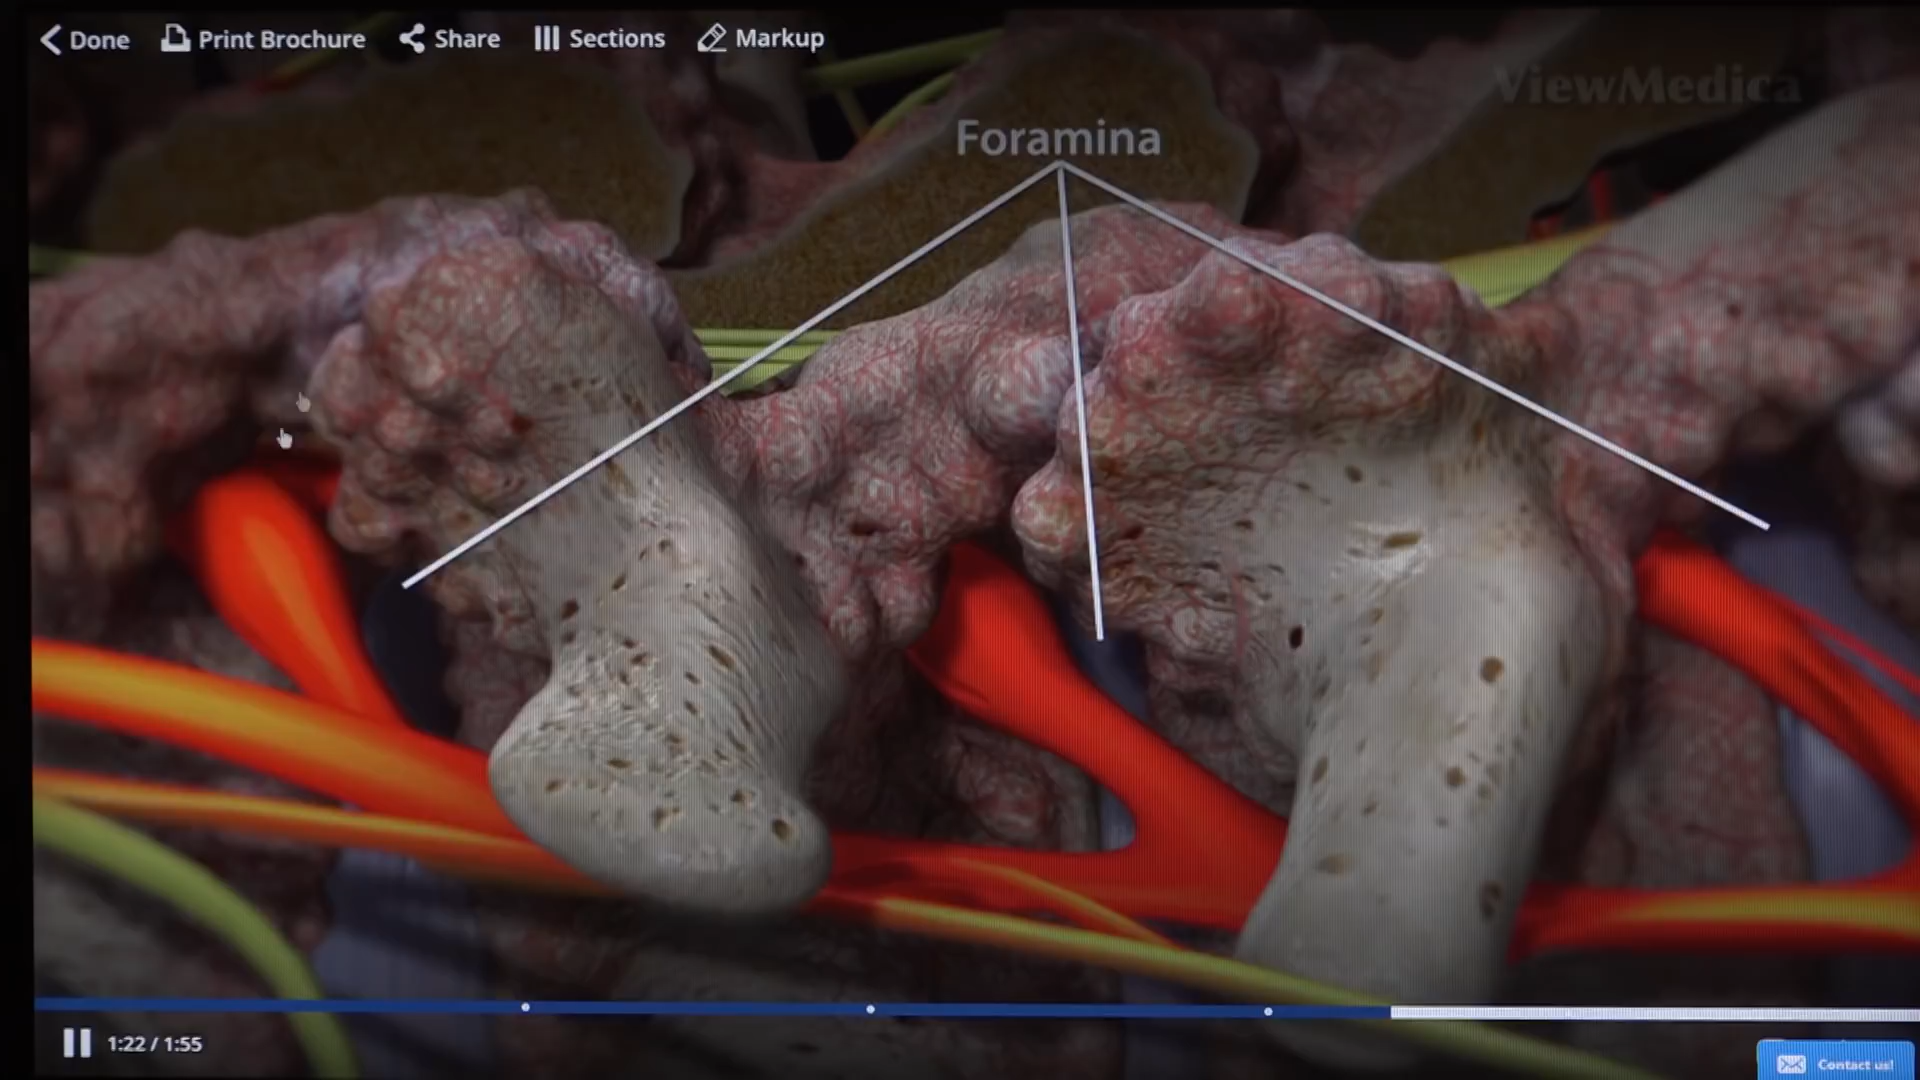 Done Print Brochure Share Sections Markup
ViewMedica
Foramina
1:22 / 1:55
Contact us!